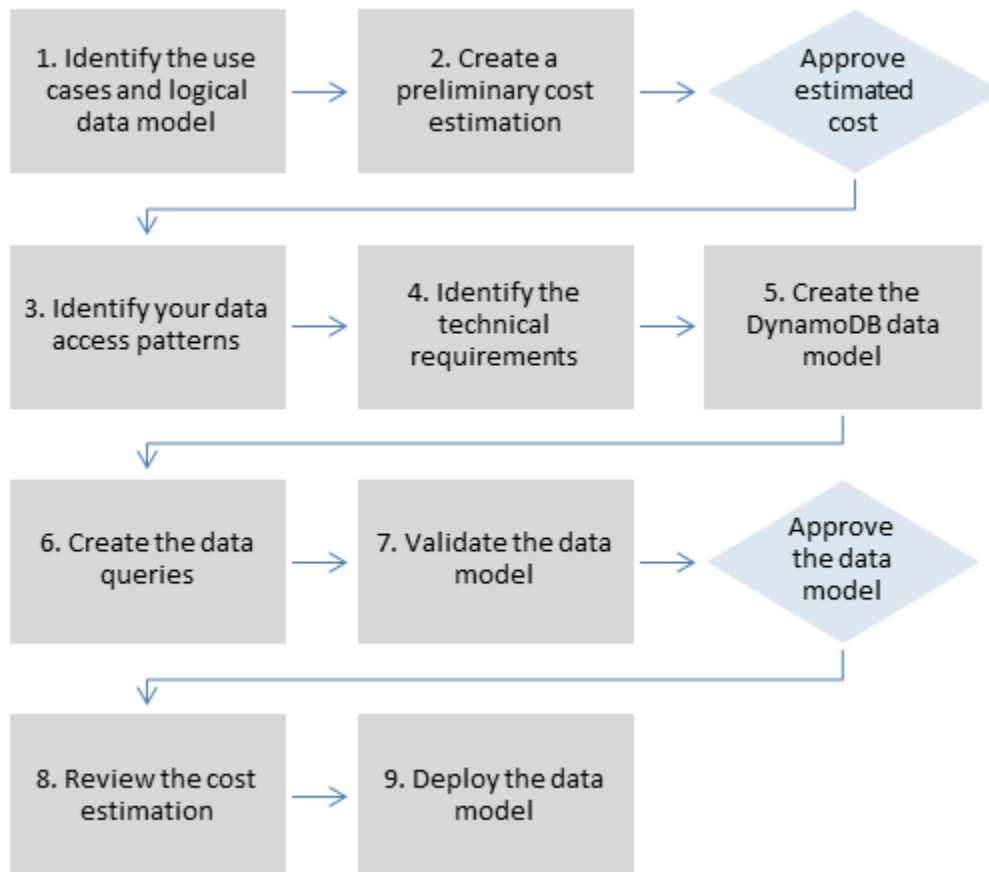 1. Identify the use
cases and logical
data model
2. Create a
preliminary cost
estimation
Approve
estimated
cost
3. Identify your data
access patterns
4. Identify the
technical
requirements
5. Create the
DynamoDB data
model
6. Create the data
queries
7. Validate the data
model
Approve
the data
model
8. Review the cost
estimation
9. Deploy the data
model